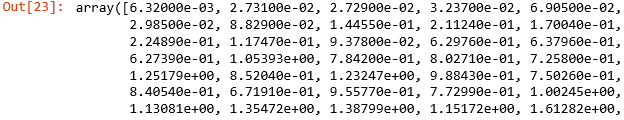 Out[23]: array([6.32000e-03, 2.73100e-02, 2.72900e-02, 3.23700e-02, 6.90500e-02,
2.98500e-02, 8.82900e-02, 1.44550e-01, 2.11240e-01, 1.70040e-01,
2.24890e-01, 1.17470e-01, 9.37800e-02, 6.29760e-01, 6.37960e-01,
6.27390e-01, 1.05393e+00, 7.84200e-01, 8.02710e-01, 7.25800e-01,
1.25179e+00, 8.52040e-01, 1.23247e+00, 9.88430e-01, 7.50260e-01,
8.40540e-01, 6.71910e-01, 9.55770e-01, 7.72990e-01, 1.00245e+00,
1.13081e+00, 1.35472e+00, 1.38799e+00, 1.15172e+00, 1.61282e+00,